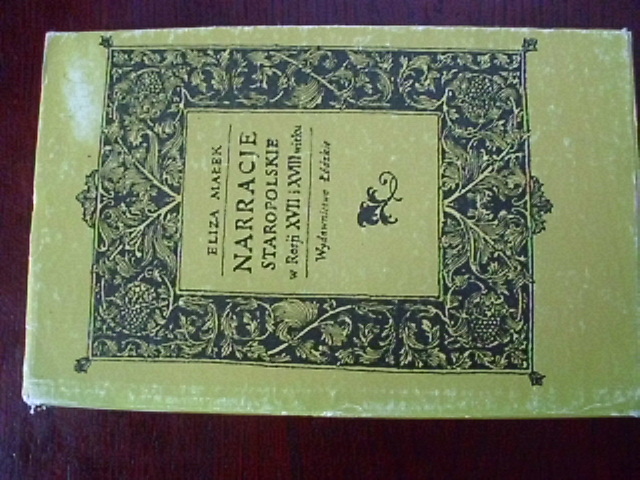 ELIZA MAŁEK
NARRACJE
STAROPOLSKIE
w Rosji XVII i XVIII wieku
Wydawnictwo Łódzkie